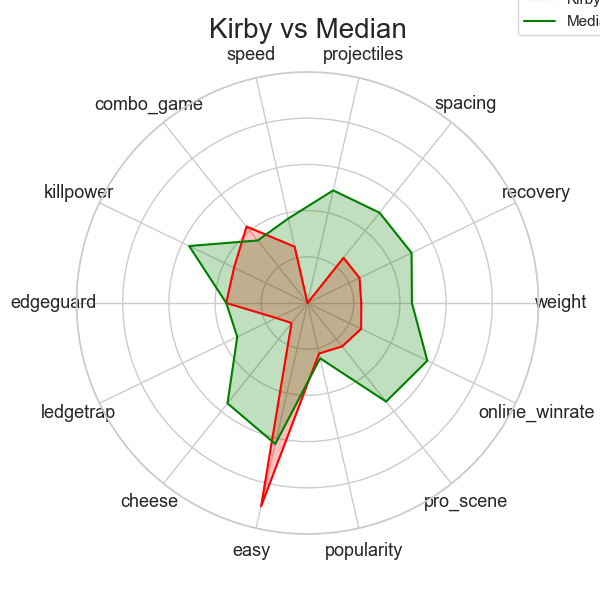 Kirby vs Median
speed
projectiles
combo_game
spacing
killpower
recovery
edgeguard
weight
ledgetrap
online_winrate
cheese
pro_scene
easy
popularity